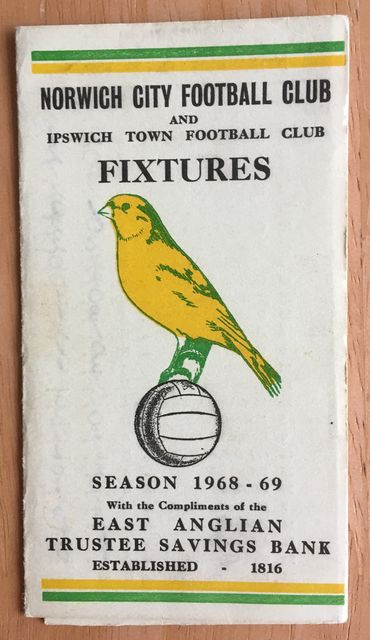 NORWICH CITY FOOTBALL CLUB
AND
IPSWICH TOWN FOOTBALL CLUB
FIXTURES
SEASON 1968 - 69
With the Compliments of the
EAST ANGLIAN
TRUSTEE SAVINGS BANK
ESTABLISHED - 1816